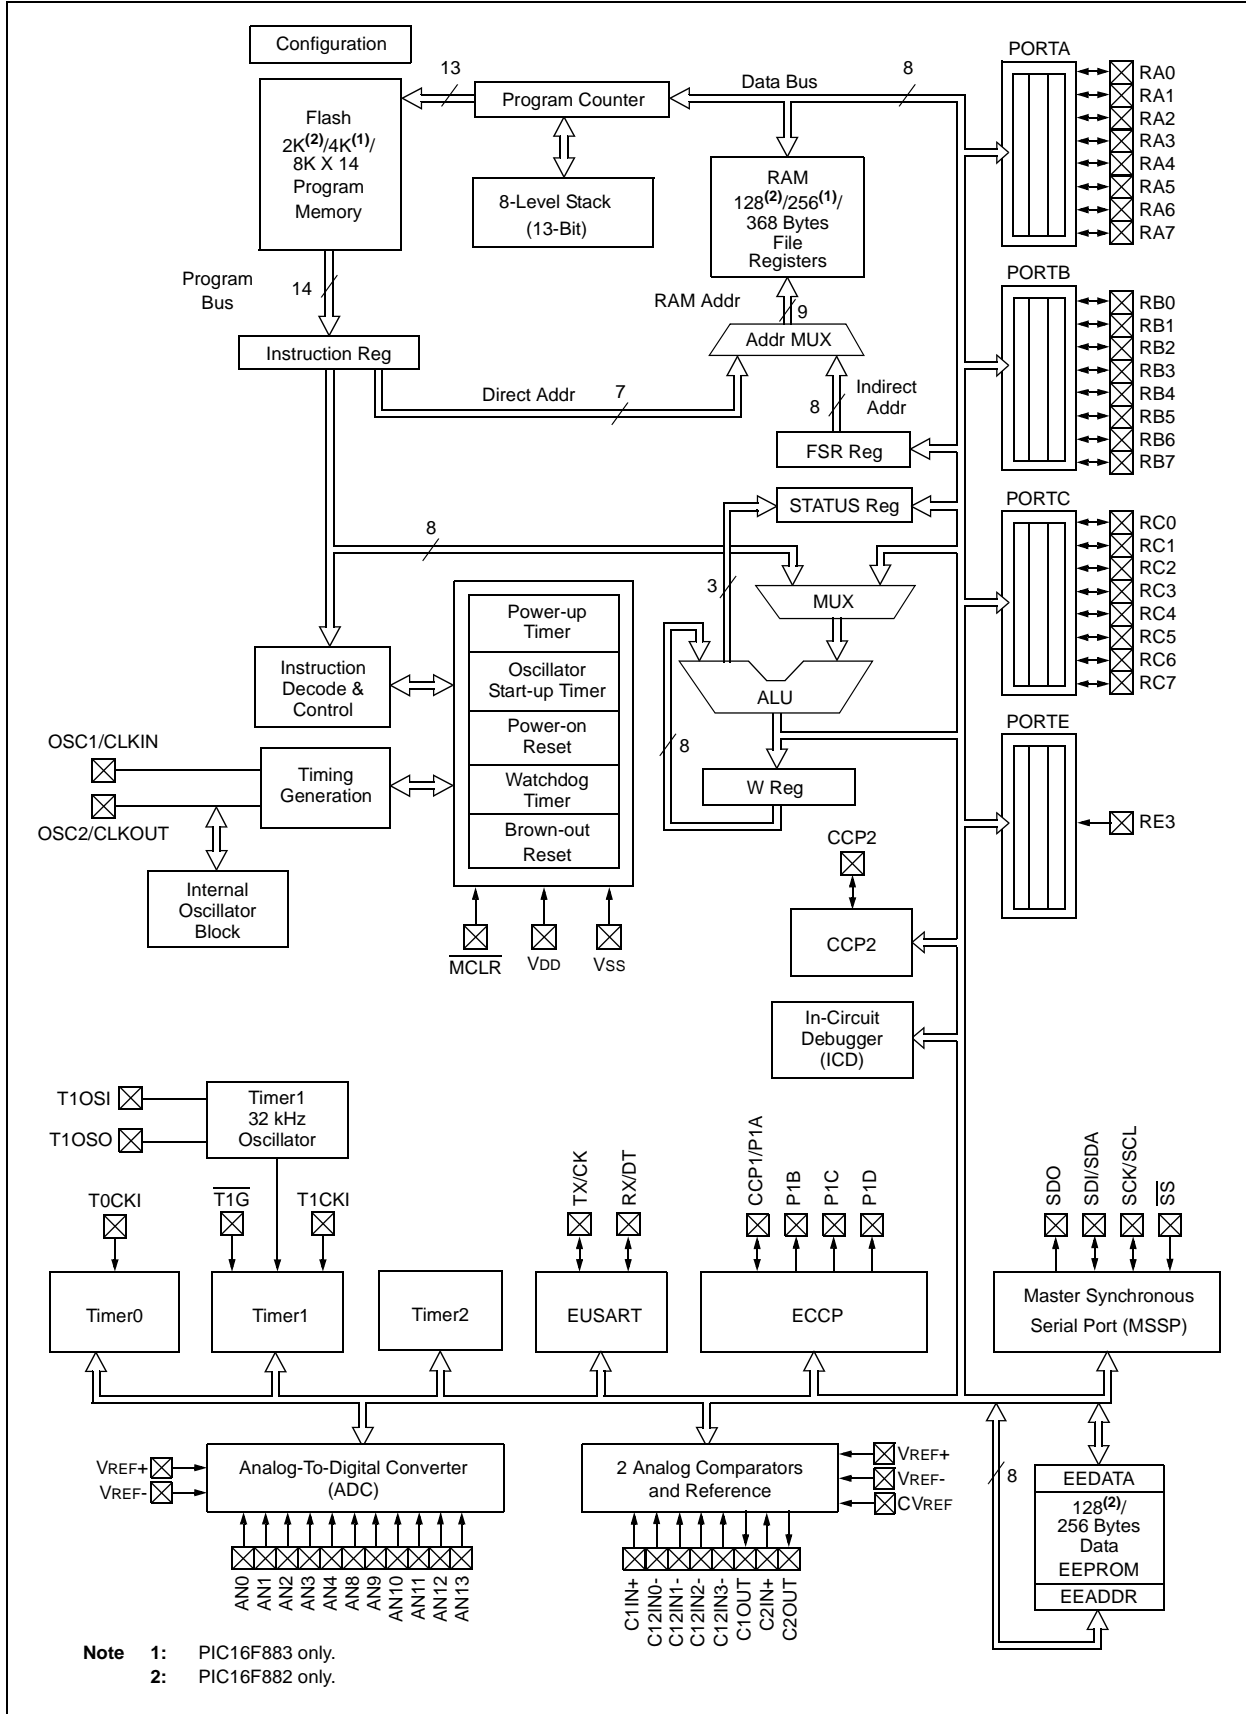 Configuration
13
Flash
2K(2)/4K(1)/
8K X 14
Program
Memory
Program Counter
8-Level Stack
(13-Bit)
Data Bus
8
RAM
128(2)/256(1)/
368 Bytes
File
Registers
Program
Bus
14
RAM Addr
9
Addr MUX
Instruction Reg
Direct Addr
7
8
Indirect
Addr
FSR Reg
STATUS Reg
8
3
MUX
ALU
8
W Reg
Power-up
Timer
Oscillator
Start-up Timer
Power-on
Reset
Watchdog
Timer
Brown-out
Reset
Instruction
Decode &
Control
OSC1/CLKIN
Timing
Generation
OSC2/CLKOUT
Internal
Oscillator
Block
MCLR
VDD
VSS
CCP2
CCP2
In-Circuit
Debugger
(ICD)
PORTA
RA0
RA1
RA2
RA3
RA4
RA5
RA6
RA7
PORTB
RB0
RB1
RB2
RB3
RB4
RB5
RB6
RB7
PORTC
RC0
RC1
RC2
RC3
RC4
RC5
RC6
RC7
PORTE
RE3
T1OSI
T1OSO
Timer1
32 kHz
Oscillator
T0CKI
T1G
T1CKI
TX/CK
RX/DT
CCP1/P1A
P1B
P1C
P1D
SDO
SDI/SDA
SCK/SCL
SS
Timer0
Timer1
Timer2
EUSART
ECCP
Master Synchronous
Serial Port (MSSP)
VREF+
VREF-
Analog-To-Digital Converter
(ADC)
AN0
AN1
AN2
AN3
AN4
AN8
AN9
AN10
AN11
AN12
AN13
2 Analog Comparators
and Reference
VREF+
VREF-
CVREF
C1IN+
C12IN0-
C12IN1-
C12IN2-
C12IN3-
C1OUT
C2IN+
C2OUT
8
EEDATA
128(2)/
256 Bytes
Data
EEPROM
EEADDR
Note 1: PIC16F883 only.
2: PIC16F882 only.